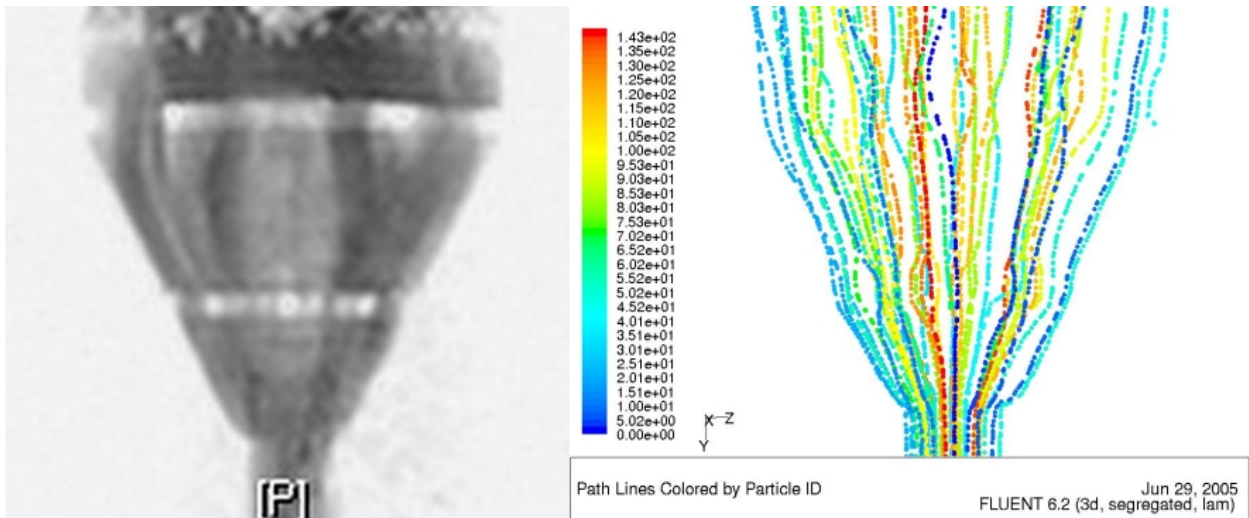 [P]
1.43e+02
1.35e+02
1.30e+02
1.25e+02
1.20e+02
1.15e+02
1.10e+02
1.05e+02
1.00e+02
9.53e+01
9.03e+01
8.53e+01
8.03e+01
7.53e+01
7.02e+01
6.52e+01
6.02e+01
5.52e+01
5.02e+01
4.52e+01
4.01e+01
3.51e+01
3.01e+01
2.51e+01
2.01e+01
1.51e+01
1.00e+01
5.02e+00
0.00e+00
X
Z
Y
Path Lines Colored by Particle ID
Jun 29, 2005
FLUENT 6.2 (3d, segregated, lam)